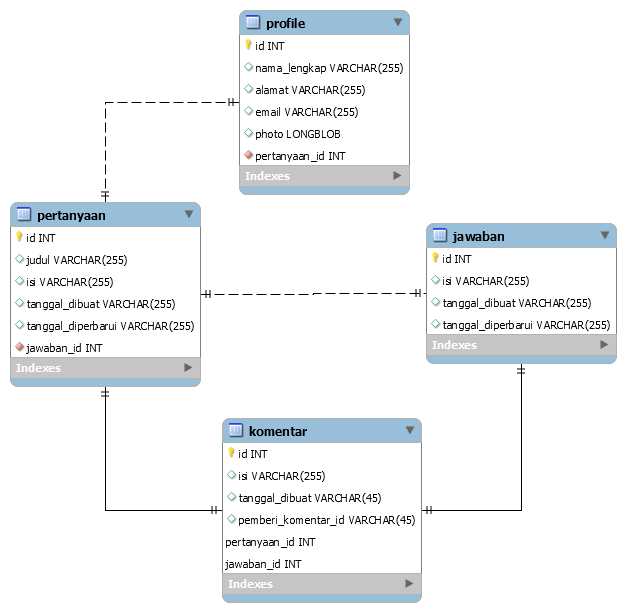 profile
id INT
nama_lengkap VARCHAR(255)
alamat VARCHAR(255)
email VARCHAR(255)
photo LONGBLOB
pertanyaan_id INT
Indexes
pertanyaan
id INT
judul VARCHAR(255)
isi VARCHAR(255)
tanggal_dibuat VARCHAR(255)
tanggal_diperbarui VARCHAR(255)
jawaban_id INT
Indexes
jawaban
id INT
isi VARCHAR(255)
tanggal_dibuat VARCHAR(255)
tanggal_diperbarui VARCHAR(255)
Indexes
komentar
id INT
isi VARCHAR(255)
tanggal_dibuat VARCHAR(45)
pemberi_komentar_id VARCHAR(45)
pertanyaan_id INT
jawaban_id INT
Indexes